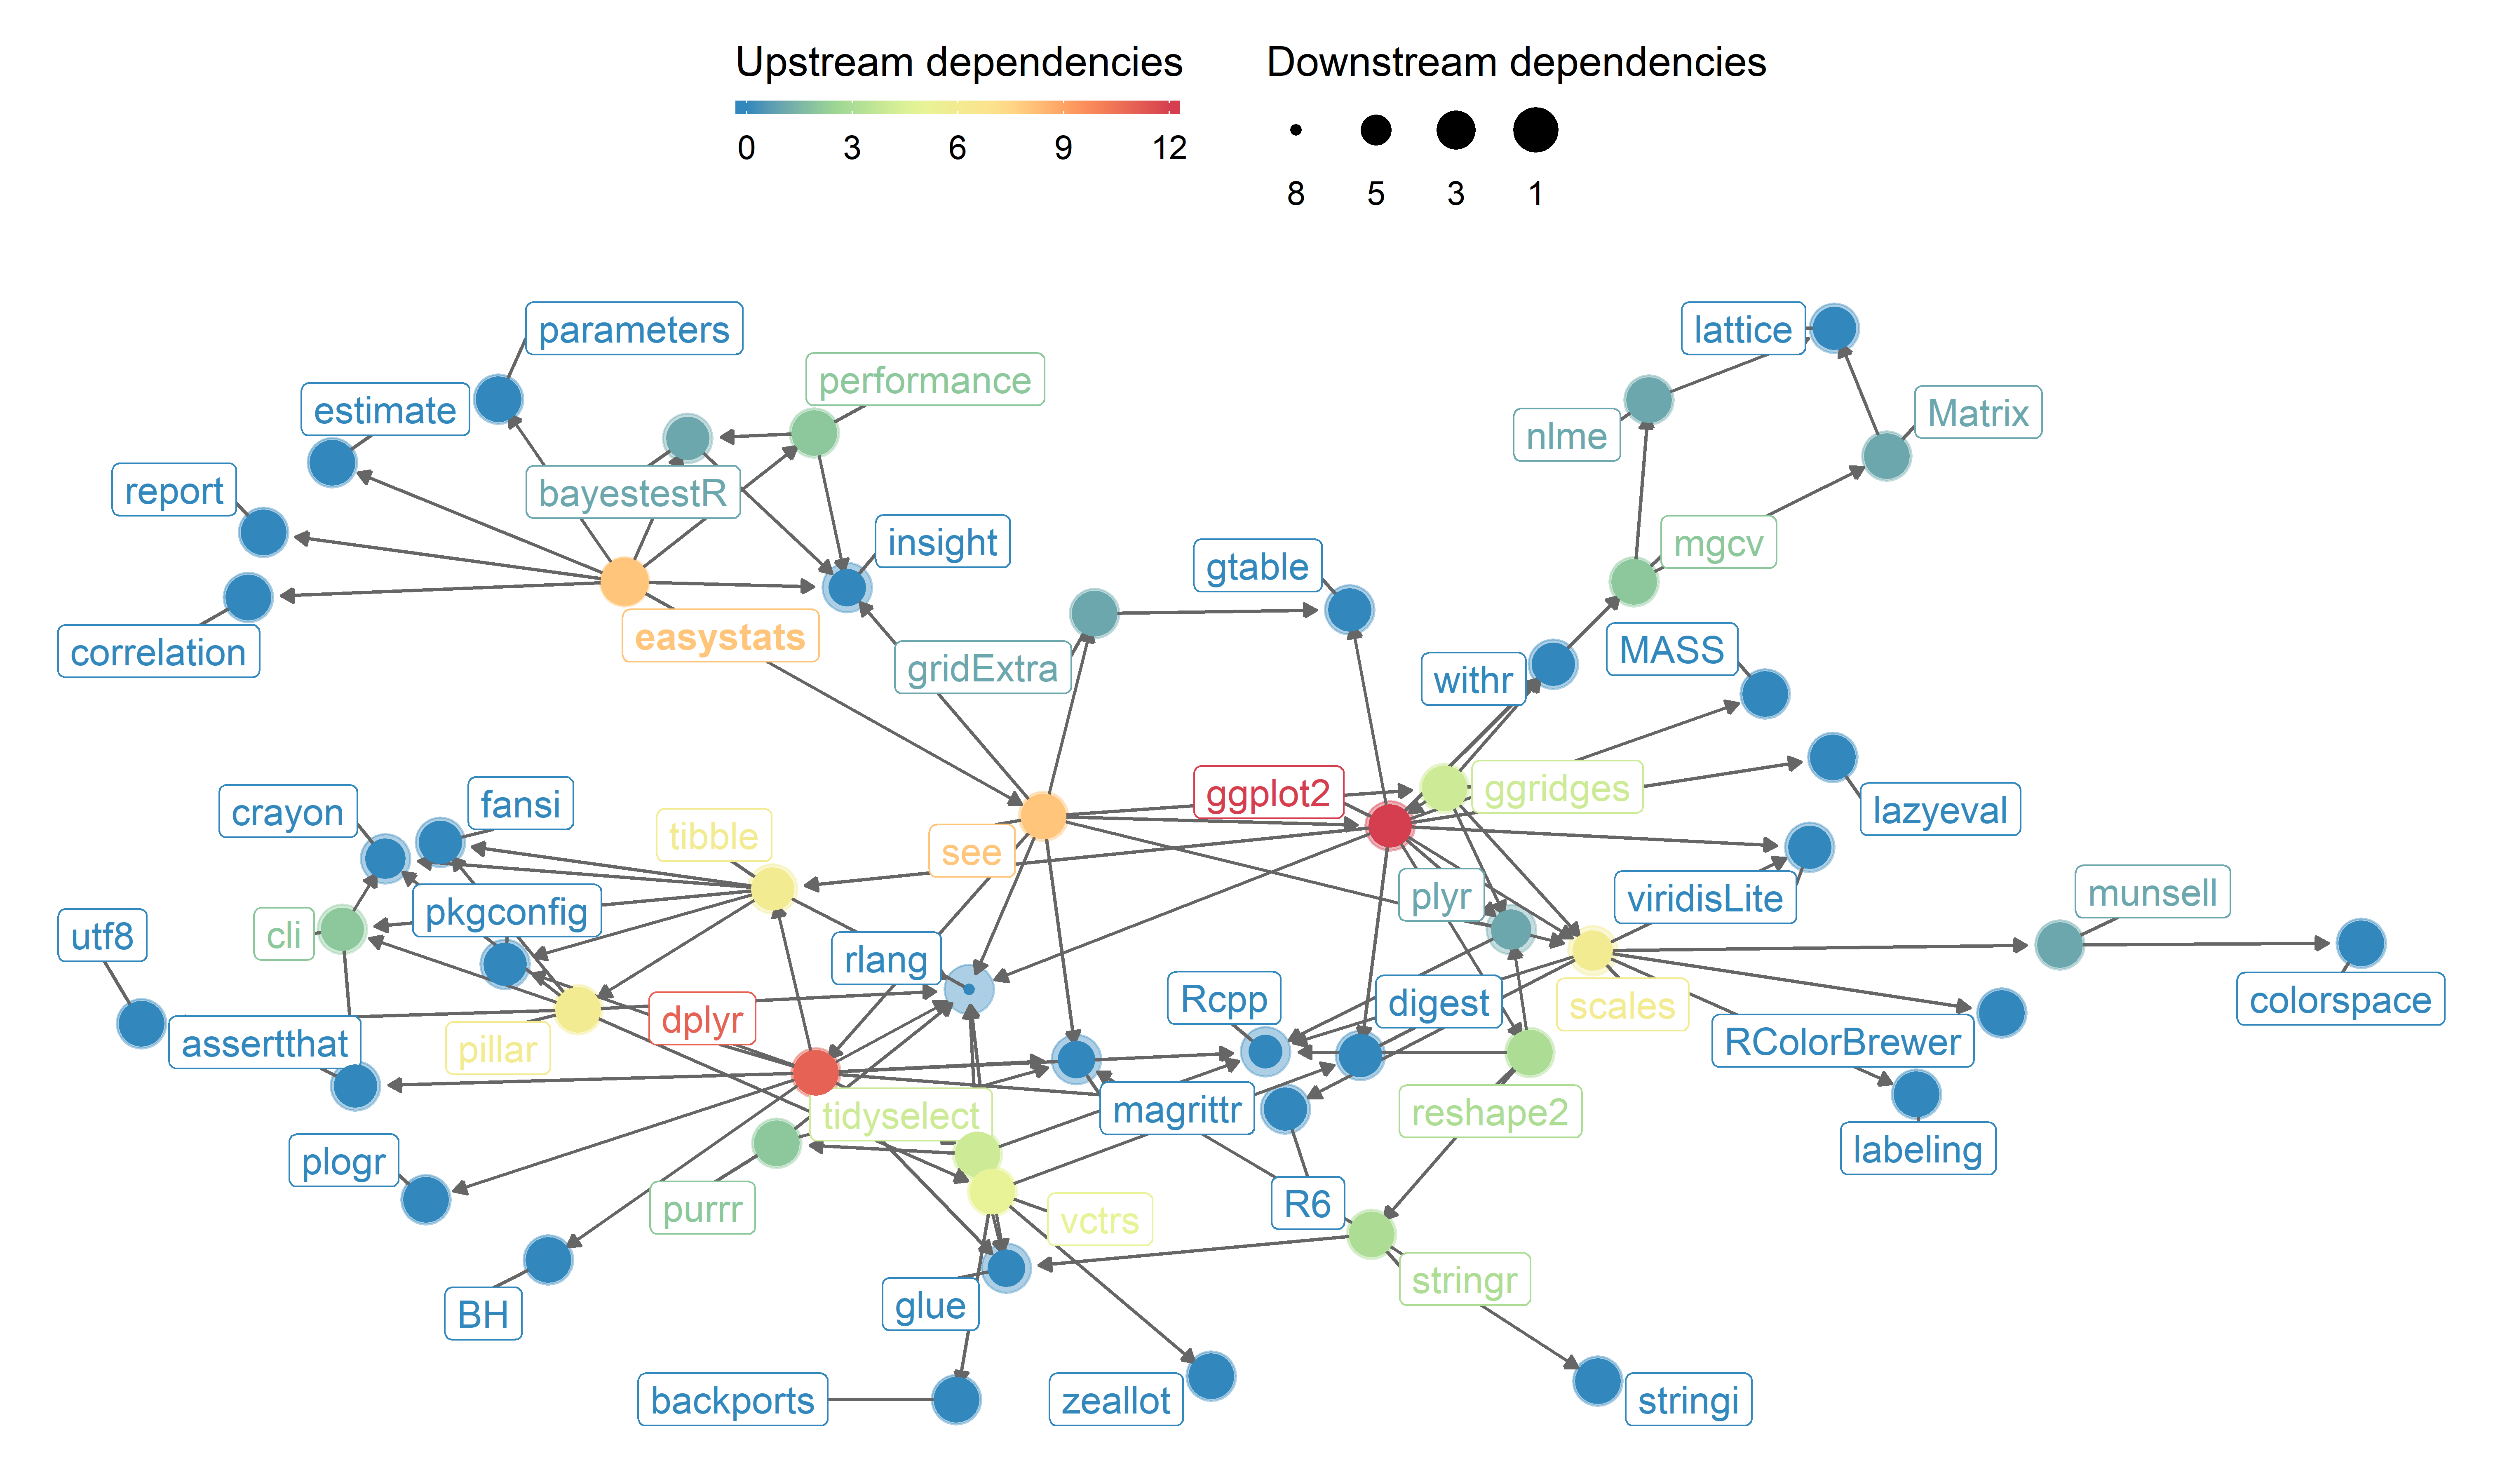 Upstream dependencies
0 3 6 9 12
Downstream dependencies
8 5 3 1
parameters
lattice
performance
estimate
Matrix
nlme
report
bayestestR
insight
mgcv
gtable
easystats
correlation
gridExtra
MASS
withr
ggplot2
ggridges
fansi
crayon
lazyeval
tibble
see
plyr
viridisLite
munsell
pkgconfig
utf8
cli
rlang
Rcpp
digest
scales
colorspace
dplyr
assertthat
pillar
RColorBrewer
tidyselect
magrittr
reshape2
labeling
plogr
purrr
R6
vctrs
stringr
glue
BH
backports
zeallot
stringi